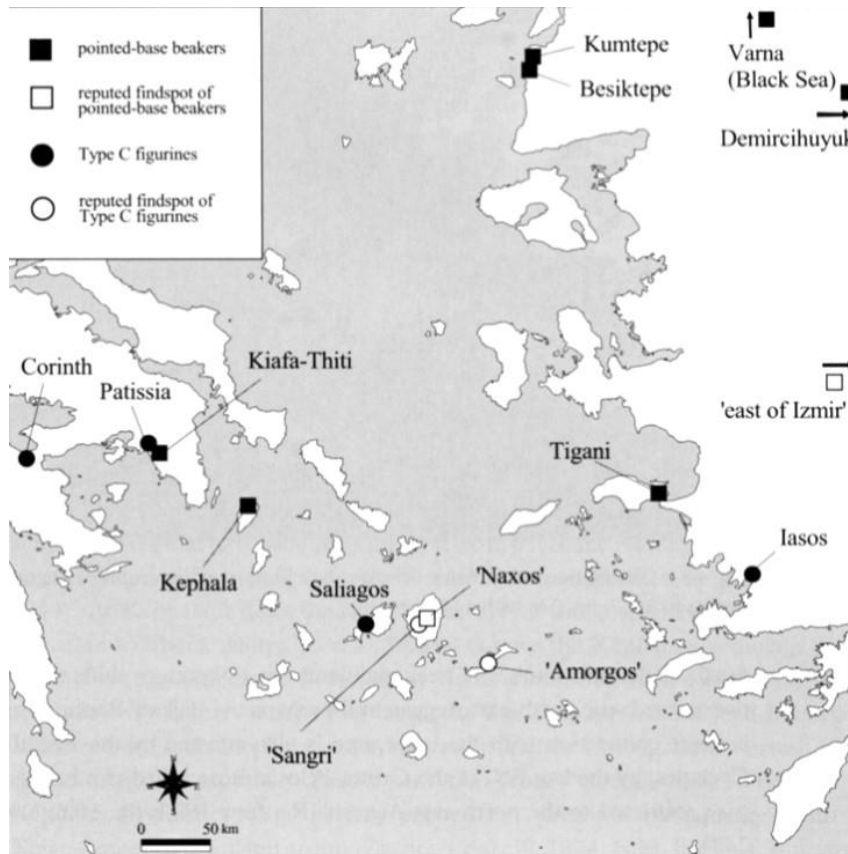 pointed-base beakers
reputed findspot of
pointed-base beakers
Type C figurines
reputed findspot of
Type C figurines
Kumtepe
Besiktepe
Varna
(Black Sea)
Demircihuyuk
Corinth
Patissia
Kiafa-Thiti
'east of Izmir'
Tigani
Kephala
Saliagos
'Naxos'
Iasos
'Amorgos'
'Sangri'
0
50 km